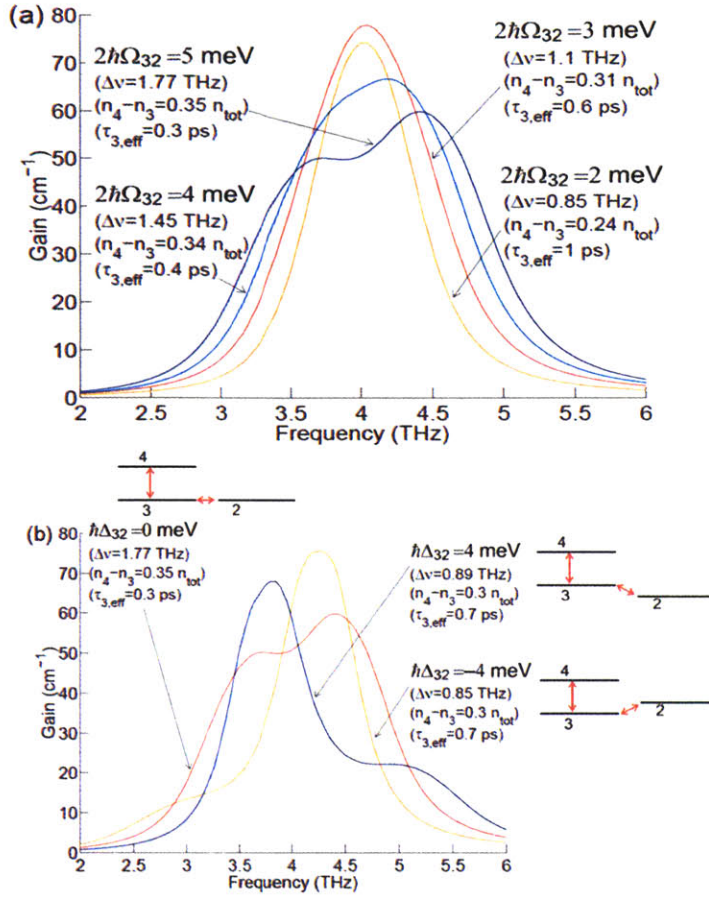 (a)
80
70
60
50
40
30
20
10
0
Gain (cm⁻¹)
2ℏΩ₃₂=5 meV
(Δν=1.77 THz)
(n₄−n₃=0.35 n_tot)
(τ₃,eff=0.3 ps)
2ℏΩ₃₂=4 meV
(Δν=1.45 THz)
(n₄−n₃=0.34 n_tot)
(τ₃,eff=0.4 ps)
2ℏΩ₃₂=3 meV
(Δν=1.1 THz)
(n₄−n₃=0.31 n_tot)
(τ₃,eff=0.6 ps)
2ℏΩ₃₂=2 meV
(Δν=0.85 THz)
(n₄−n₃=0.24 n_tot)
(τ₃,eff=1 ps)
2 2.5 3 3.5 4 4.5 5 5.5 6
Frequency (THz)
4
3 2
(b)
80
70
60
50
40
30
20
10
0
Gain (cm⁻¹)
ℏΔ₃₂=0 meV
(Δν=1.77 THz)
(n₄−n₃=0.35 n_tot)
(τ₃,eff=0.3 ps)
ℏΔ₃₂=4 meV
(Δν=0.89 THz)
(n₄−n₃=0.3 n_tot)
(τ₃,eff=0.7 ps)
4
3
2
ℏΔ₃₂=−4 meV
(Δν=0.85 THz)
(n₄−n₃=0.3 n_tot)
(τ₃,eff=0.7 ps)
4
2
3
2 2.5 3 3.5 4 4.5 5 5.5 6
Frequency (THz)